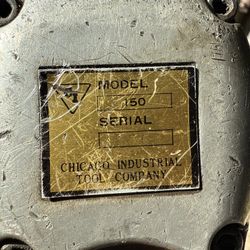 MODEL
150
SERIAL
CHICAGO INDUSTRIAL
TOOL COMPANY